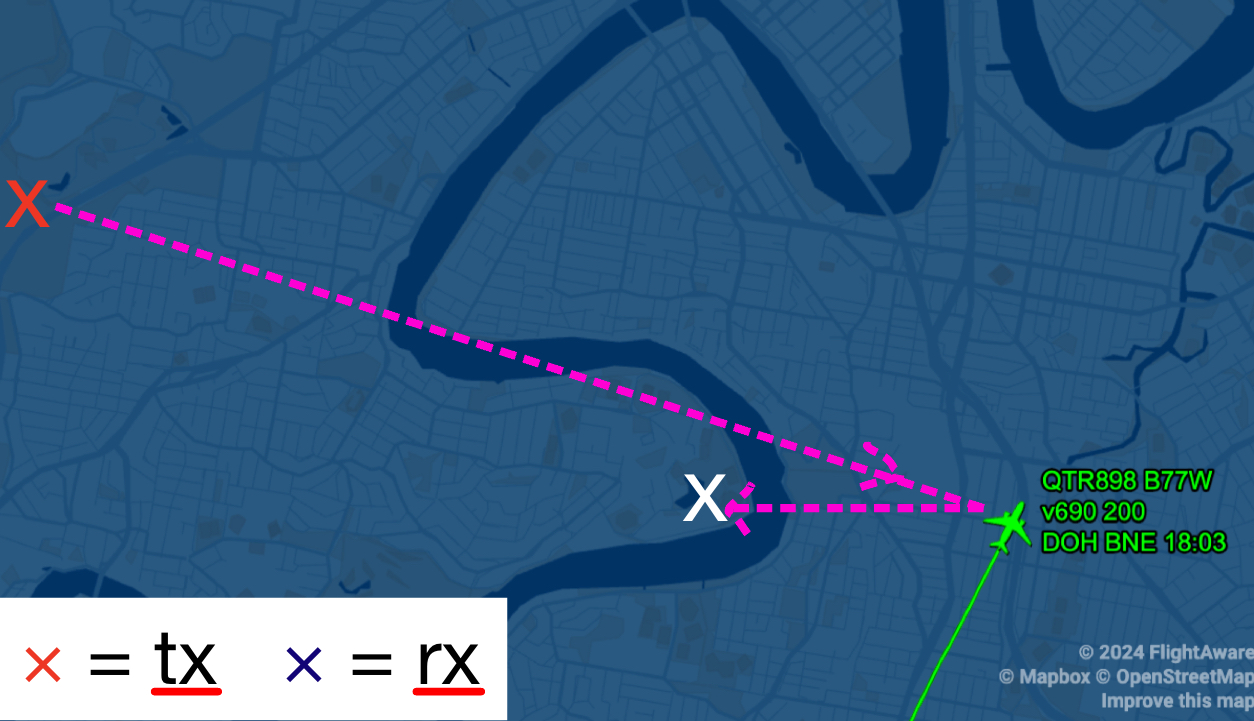 X
X
QTR898 B77W
v690 200
DOH BNE 18:03
× = tx × = rx
© 2024 FlightAware
© Mapbox © OpenStreetMap
Improve this map